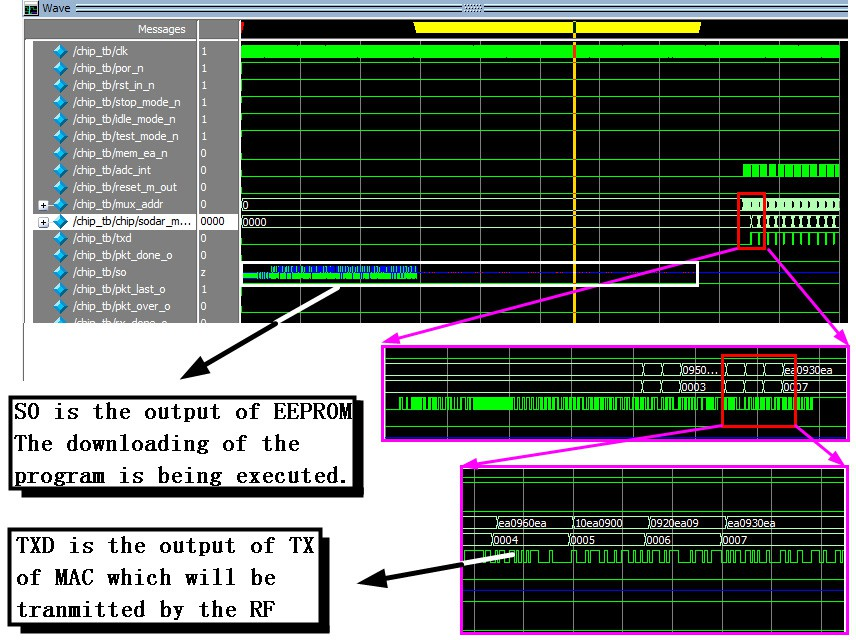 Wave
Messages
/chip_tb/clk 1
/chip_tb/por_n 1
/chip_tb/rst_in_n 1
/chip_tb/stop_mode_n 1
/chip_tb/idle_mode_n 1
/chip_tb/test_mode_n 1
/chip_tb/mem_ea_n 0
/chip_tb/adc_int 0
/chip_tb/reset_m_out 0
/chip_tb/mux_addr 0 0
/chip_tb/chip/sodar_m... 0000 0000
/chip_tb/txd 0
/chip_tb/pkt_done_o 0
/chip_tb/so z
/chip_tb/pkt_last_o 1
/chip_tb/pkt_over_o 0
0950... ea0930ea
0003 0007
SO is the output of EEPROM
The downloading of the
program is being executed.
ea0960ea 10ea0900 0920ea09 ea0930ea
0004 0005 0006 0007
TXD is the output of TX
of MAC which will be
tranmitted by the RF